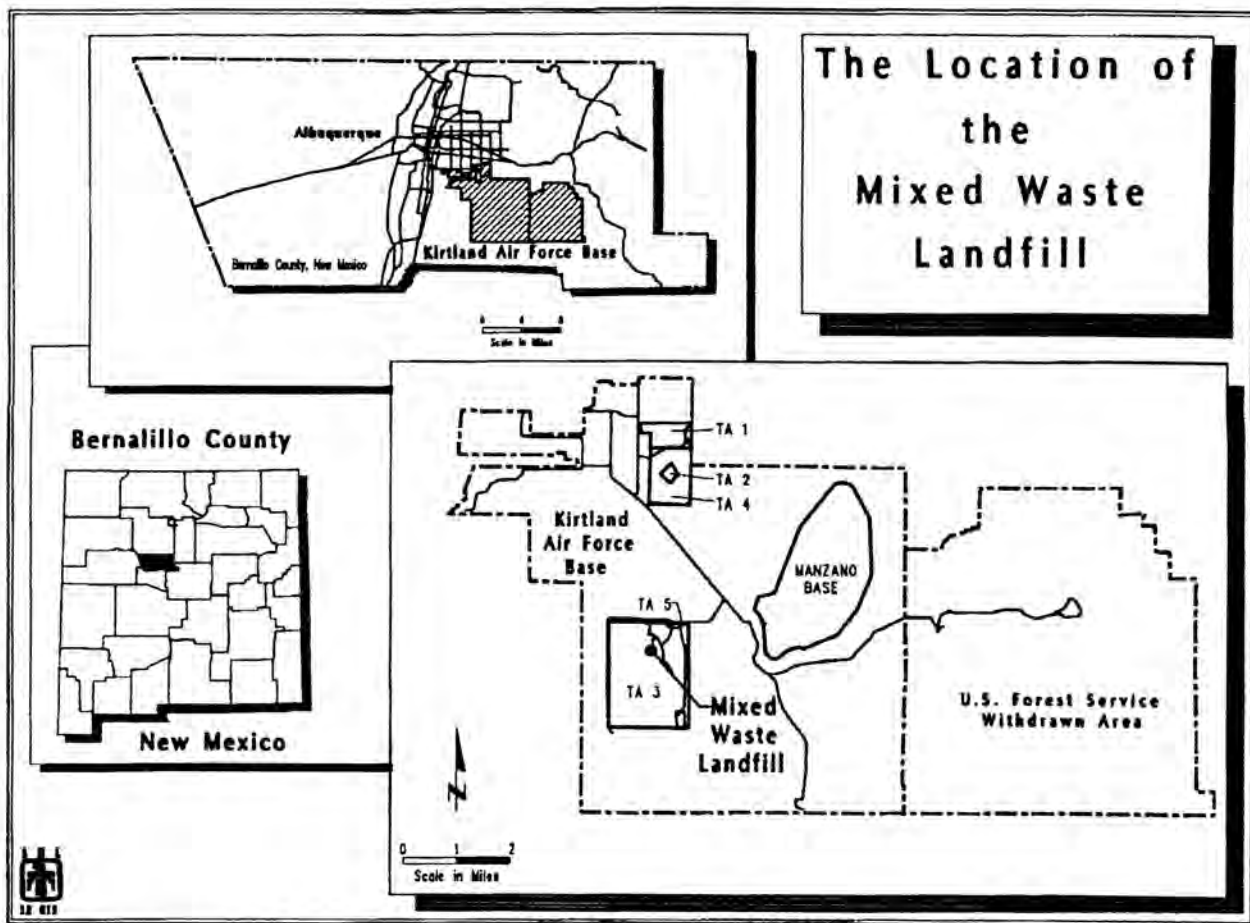 The Location of
the
Mixed Waste
Landfill
Albuquerque
Bernalillo County, New Mexico
Kirtland Air Force Base
Scale in Miles
Bernalillo County
New Mexico
TA 1
TA 2
TA 4
Kirtland
Air Force
Base
MANZANO
BASE
TA 5
TA 3
Mixed
Waste
Landfill
U.S. Forest Service
Withdrawn Area
N
0 1 2
Scale in Miles